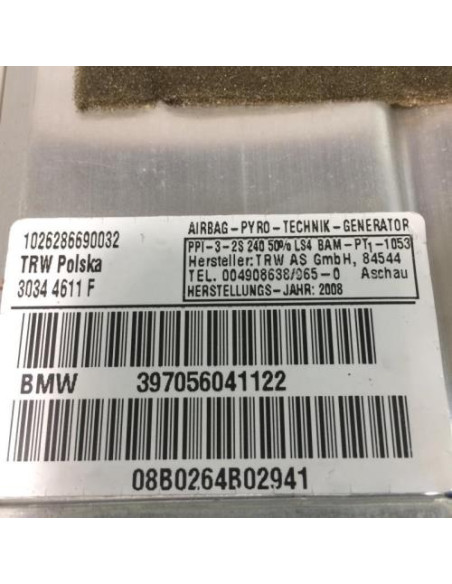 1026286690032
TRW Polska
3034 4611 F
AIRBAG-PYRO-TECHNIK-GENERATOR
PPI-3-2S 240 50% LS4 BAM-PT1-1053
Hersteller: TRW AS GmbH, 84544
TEL. 004908638/965-0 Aschau
HERSTELLUNGS-JAHR: 2008
BMW 397056041122
08B0264B02941